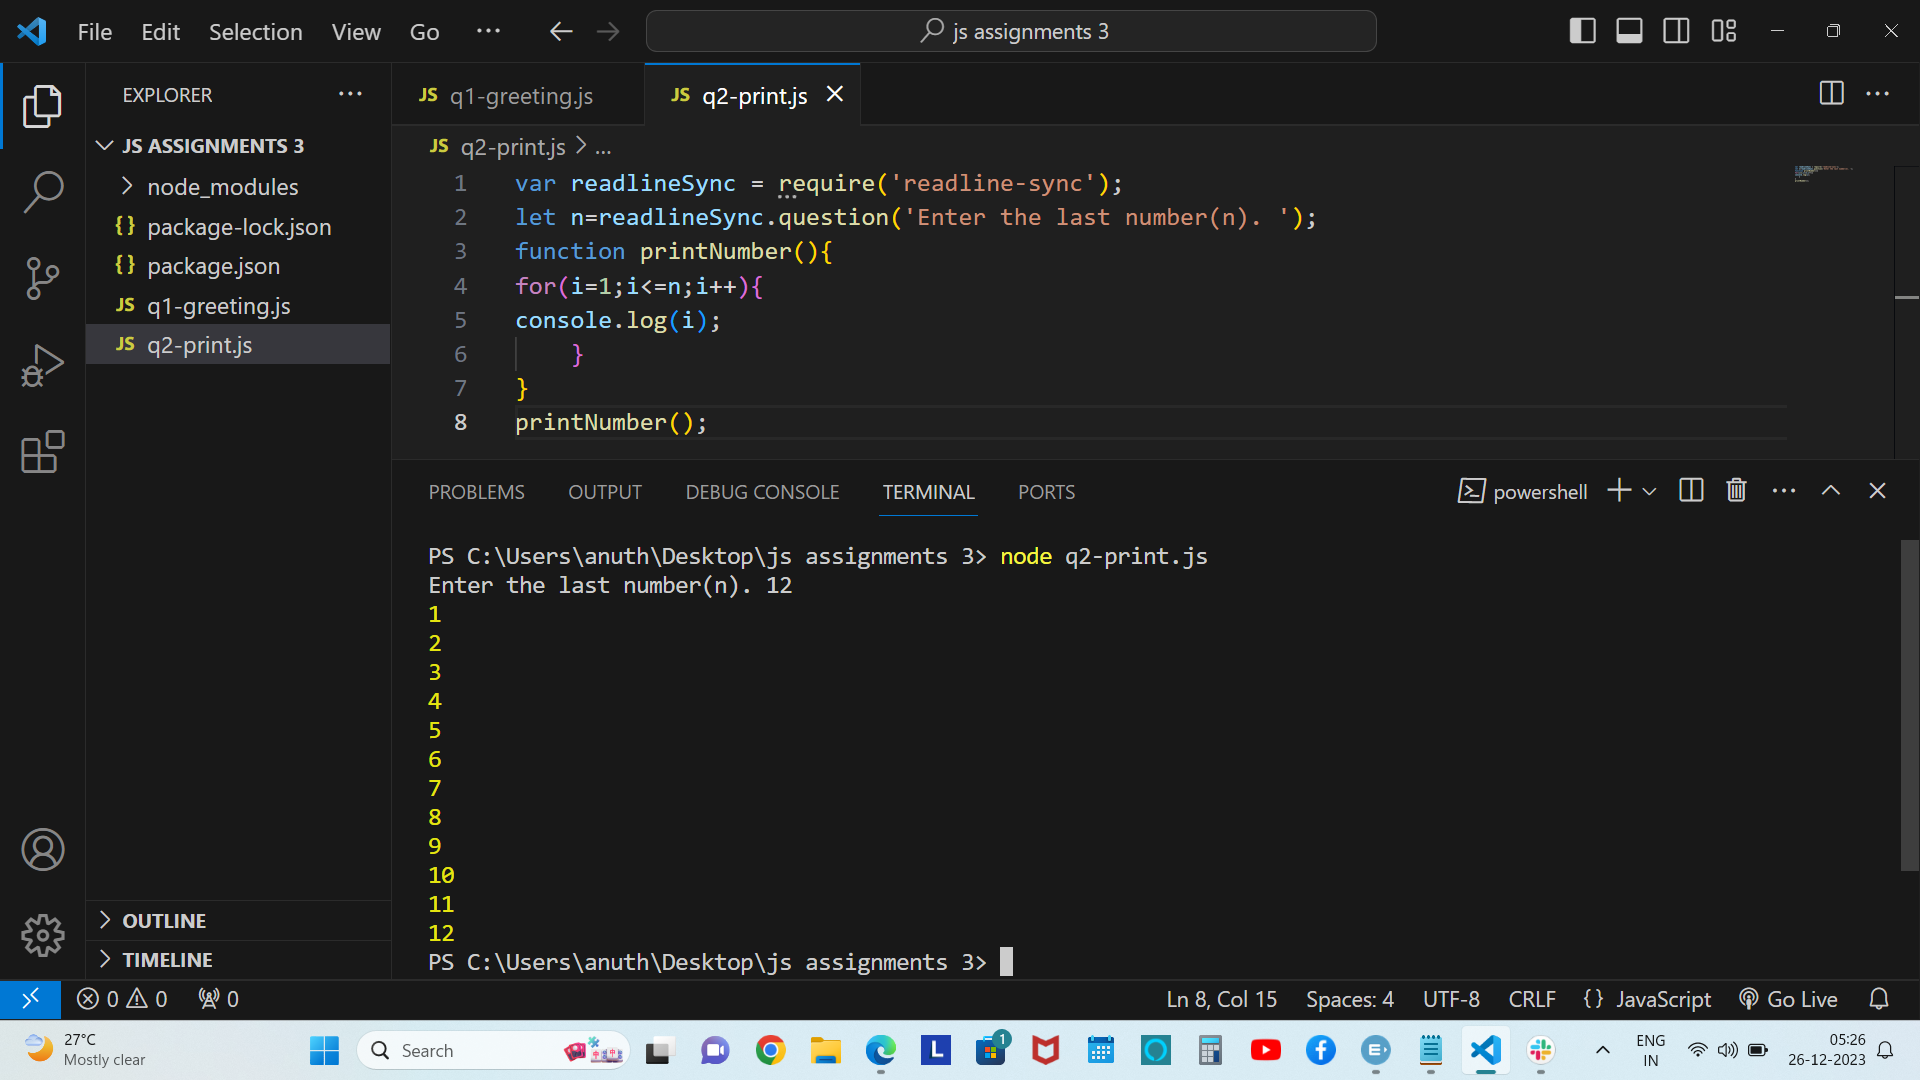 File Edit Selection View Go ... js assignments 3
EXPLORER ...
JS ASSIGNMENTS 3
node_modules
{} package-lock.json
{} package.json
JS q1-greeting.js
JS q2-print.js
OUTLINE
TIMELINE
JS q1-greeting.js JS q2-print.js
JS q2-print.js > ...
1 var readlineSync = require('readline-sync');
2 let n=readlineSync.question('Enter the last number(n). ');
3 function printNumber(){
4 for(i=1;i<=n;i++){
5 console.log(i);
6 }
7 }
8 printNumber();
PROBLEMS OUTPUT DEBUG CONSOLE TERMINAL PORTS powershell
PS C:\Users\anuth\Desktop\js assignments 3> node q2-print.js
Enter the last number(n). 12
1
2
3
4
5
6
7
8
9
10
11
12
PS C:\Users\anuth\Desktop\js assignments 3>
0 0 0 Ln 8, Col 15 Spaces: 4 UTF-8 CRLF {} JavaScript Go Live
27°C
Mostly clear
Search
L
1
E
ENG
IN
05:26
26-12-2023